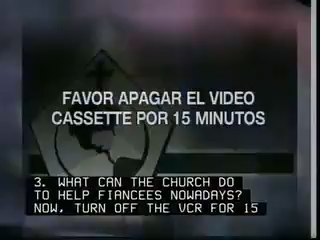 FAVOR APAGAR EL VIDEO
CASSETTE POR 15 MINUTOS
3. WHAT CAN THE CHURCH DO
TO HELP FIANCEES NOWADAYS?
NOW, TURN OFF THE VCR FOR 15